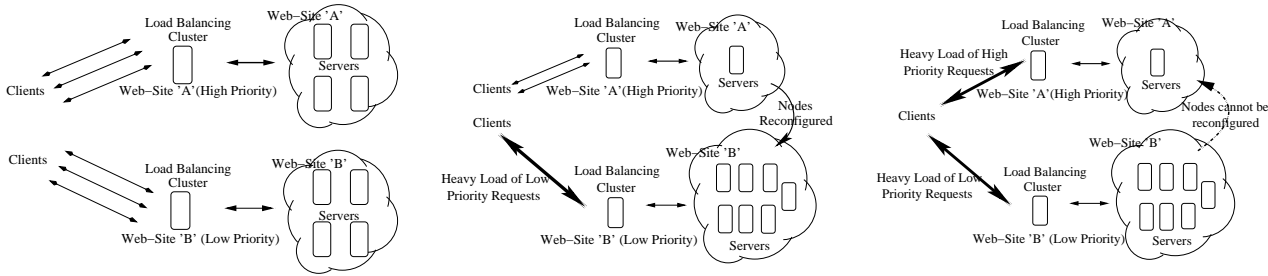 Web−Site 'A'
Load Balancing
Cluster
Servers
Clients
Web−Site 'A'(High Priority)
Clients
Web−Site 'B'
Load Balancing
Cluster
Servers
Web−Site 'B' (Low Priority)
Web−Site 'A'
Load Balancing
Cluster
Servers
Clients
Web−Site 'A'(High Priority)
Nodes
Reconfigured
Clients
Web−Site 'B'
Heavy Load of Low
Priority Requests
Load Balancing
Cluster
Web−Site 'B' (Low Priority)
Servers
Web−Site 'A'
Load Balancing
Cluster
Heavy Load of High
Priority Requests
Servers
Web−Site 'A'(High Priority)
Nodes cannot be
reconfigured
Clients
Web−Site 'B'
Heavy Load of Low
Priority Requests
Load Balancing
Cluster
Web−Site 'B' (Low Priority)
Servers